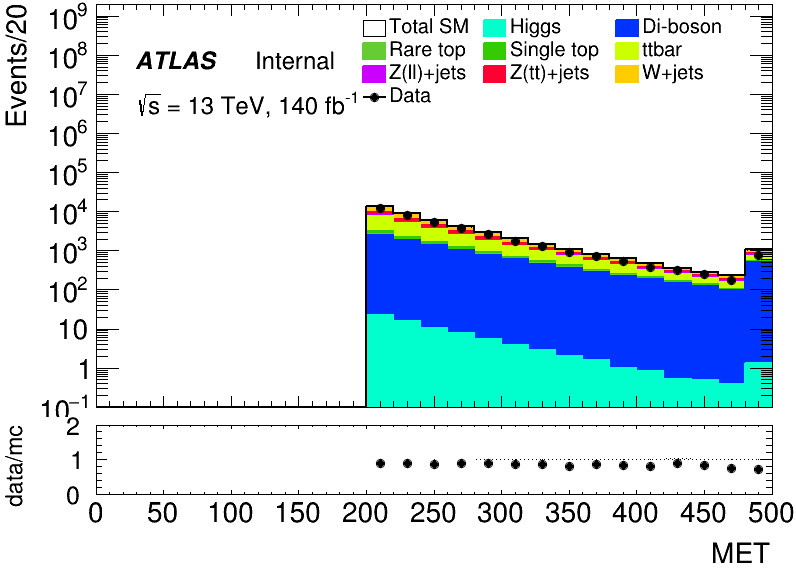 Events/20
10⁹
10⁸
10⁷
10⁶
10⁵
10⁴
10³
10²
10
1
10⁻¹
ATLAS Internal
√s = 13 TeV, 140 fb⁻¹
Total SM Higgs Di-boson
Rare top Single top ttbar
Z(ll)+jets Z(tt)+jets W+jets
Data
data/mc
2
1
0
0 50 100 150 200 250 300 350 400 450 500
MET